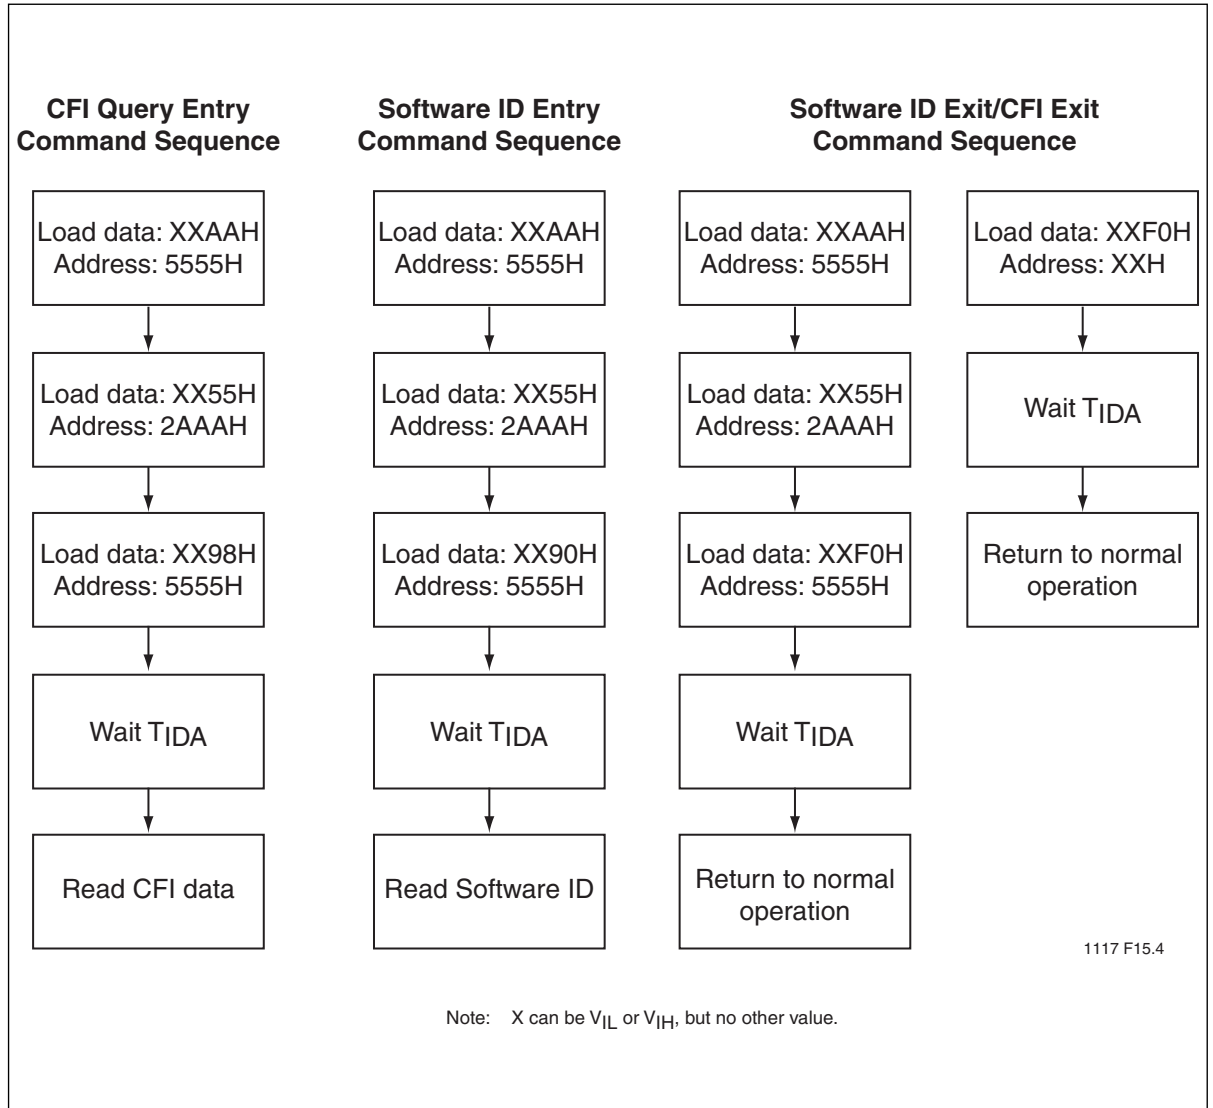 CFI Query Entry
Command Sequence
Load data: XXAAH
Address: 5555H
Load data: XX55H
Address: 2AAAH
Load data: XX98H
Address: 5555H
Wait TIDA
Read CFI data
Software ID Entry
Command Sequence
Load data: XXAAH
Address: 5555H
Load data: XX55H
Address: 2AAAH
Load data: XX90H
Address: 5555H
Wait TIDA
Read Software ID
Software ID Exit/CFI Exit
Command Sequence
Load data: XXAAH
Address: 5555H
Load data: XX55H
Address: 2AAAH
Load data: XXF0H
Address: 5555H
Wait TIDA
Return to normal
operation
Load data: XXF0H
Address: XXH
Wait TIDA
Return to normal
operation
1117 F15.4
Note: X can be VIL or VIH, but no other value.